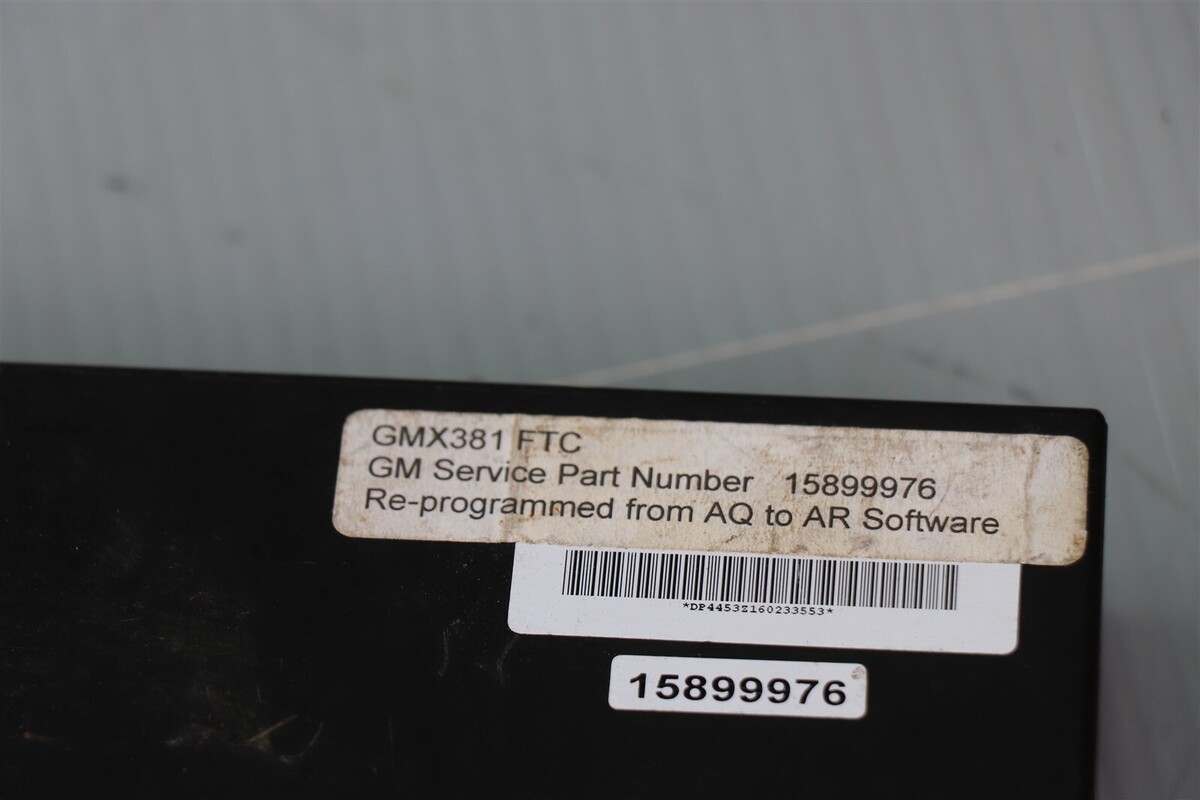 GMX381 FTC
GM Service Part Number 15899976
Re-programmed from AQ to AR Software
*DP4453Z160233553*
15899976